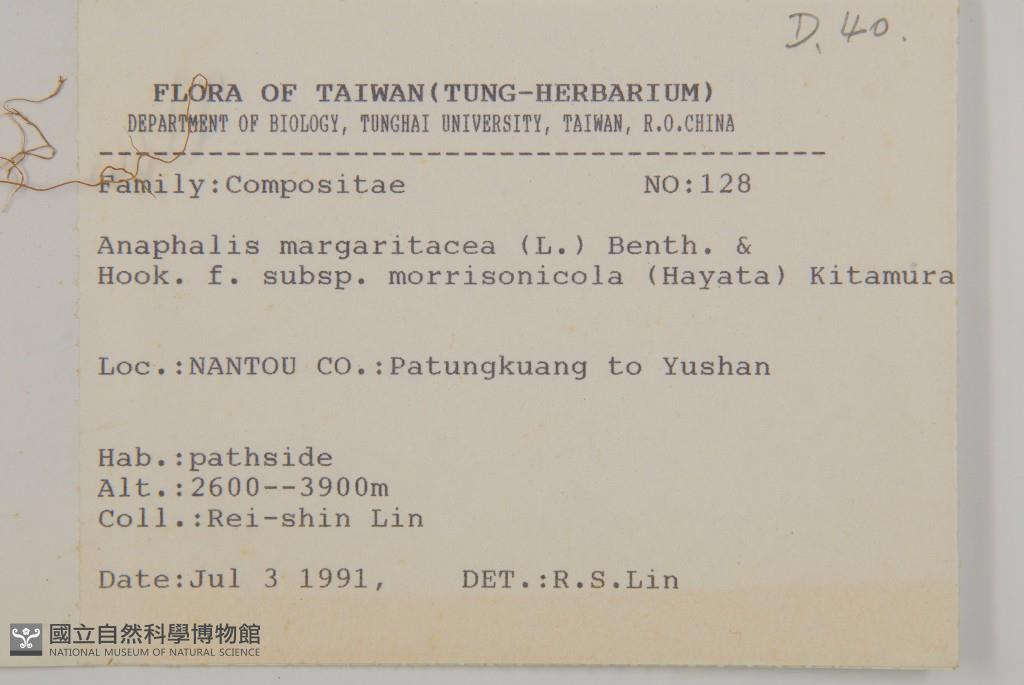 D. 40.
FLORA OF TAIWAN(TUNG-HERBARIUM)
DEPARTMENT OF BIOLOGY, TUNGHAI UNIVERSITY, TAIWAN, R.O.CHINA
----------------------------------------
Family:Compositae NO:128
Anaphalis margaritacea (L.) Benth. &
Hook. f. subsp. morrisonicola (Hayata) Kitamura
Loc.:NANTOU CO.:Patungkuang to Yushan
Hab.:pathside
Alt.:2600--3900m
Coll.:Rei-shin Lin
Date:Jul 3 1991, DET.:R.S.Lin
國立自然科學博物館
NATIONAL MUSEUM OF NATURAL SCIENCE